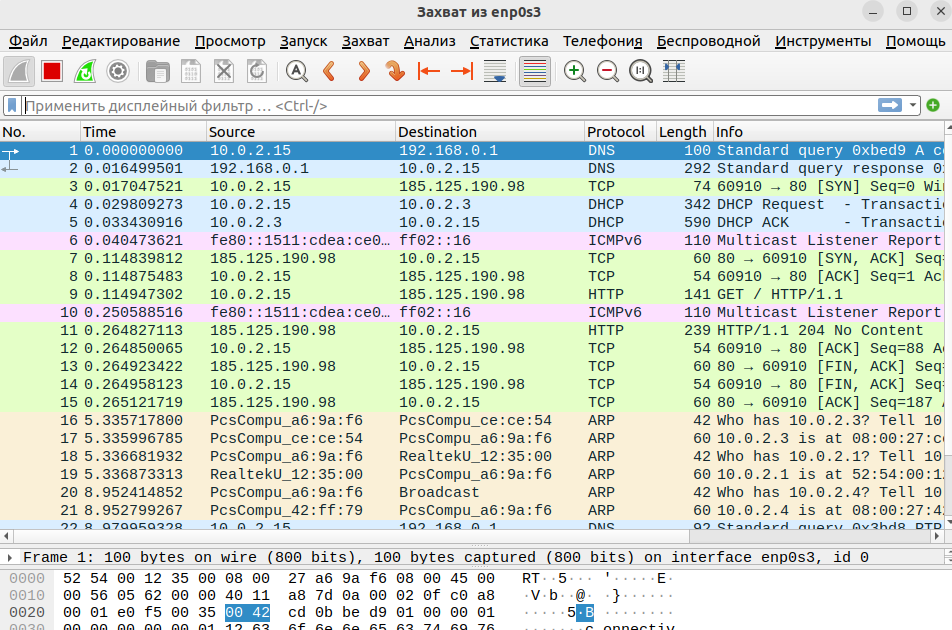 Захват из enp0s3
Файл Редактирование Просмотр Запуск Захват Анализ Статистика Телефония Беспроводной Инструменты Помощь
Применить дисплейный фильтр … <Ctrl-/>
No. Time Source Destination Protocol Length Info
1 0.000000000 10.0.2.15 192.168.0.1 DNS 100 Standard query 0xbed9 A co
2 0.016499501 192.168.0.1 10.0.2.15 DNS 292 Standard query response 0
3 0.017047521 10.0.2.15 185.125.190.98 TCP 74 60910 → 80 [SYN] Seq=0 Wi
4 0.029809273 10.0.2.15 10.0.2.3 DHCP 342 DHCP Request - Transacti
5 0.033430916 10.0.2.3 10.0.2.15 DHCP 590 DHCP ACK - Transacti
6 0.040473621 fe80::1511:cdea:ce0… ff02::16 ICMPv6 110 Multicast Listener Report
7 0.114839812 185.125.190.98 10.0.2.15 TCP 60 80 → 60910 [SYN, ACK] Seq=
8 0.114875483 10.0.2.15 185.125.190.98 TCP 54 60910 → 80 [ACK] Seq=1 Ac
9 0.114947302 10.0.2.15 185.125.190.98 HTTP 141 GET / HTTP/1.1
10 0.250588516 fe80::1511:cdea:ce0… ff02::16 ICMPv6 110 Multicast Listener Report
11 0.264827113 185.125.190.98 10.0.2.15 HTTP 239 HTTP/1.1 204 No Content
12 0.264850065 10.0.2.15 185.125.190.98 TCP 54 60910 → 80 [ACK] Seq=88 A
13 0.264923422 185.125.190.98 10.0.2.15 TCP 60 80 → 60910 [FIN, ACK] Seq=
14 0.264958123 10.0.2.15 185.125.190.98 TCP 54 60910 → 80 [FIN, ACK] Seq=
15 0.265121719 185.125.190.98 10.0.2.15 TCP 60 80 → 60910 [ACK] Seq=187
16 5.335717800 PcsCompu_a6:9a:f6 PcsCompu_ce:ce:54 ARP 42 Who has 10.0.2.3? Tell 10
17 5.335996785 PcsCompu_ce:ce:54 PcsCompu_a6:9a:f6 ARP 60 10.0.2.3 is at 08:00:27:c
18 5.336681932 PcsCompu_a6:9a:f6 RealtekU_12:35:00 ARP 42 Who has 10.0.2.1? Tell 10
19 5.336873313 RealtekU_12:35:00 PcsCompu_a6:9a:f6 ARP 60 10.0.2.1 is at 52:54:00:1
20 8.952414852 PcsCompu_a6:9a:f6 Broadcast ARP 42 Who has 10.0.2.4? Tell 10
21 8.952799267 PcsCompu_42:ff:79 PcsCompu_a6:9a:f6 ARP 60 10.0.2.4 is at 08:00:27:4
22 8.979959328 10.0.2.15 192.168.0.1 DNS 92 Standard query 0x3bd8 PTR
Frame 1: 100 bytes on wire (800 bits), 100 bytes captured (800 bits) on interface enp0s3, id 0
0000 52 54 00 12 35 00 08 00 27 a6 9a f6 08 00 45 00 RT··5··· '·····E·
0010 00 56 05 62 00 00 40 11 a8 7d 0a 00 02 0f c0 a8 ·V·b··@· ·}······
0020 00 01 e0 f5 00 35 00 42 cd 0b be d9 01 00 00 01 ·····5·B ········
00 00 00 00 00 01 12 63 6f 6e 6e 65 63 74 69 76 ·······c onnectiv